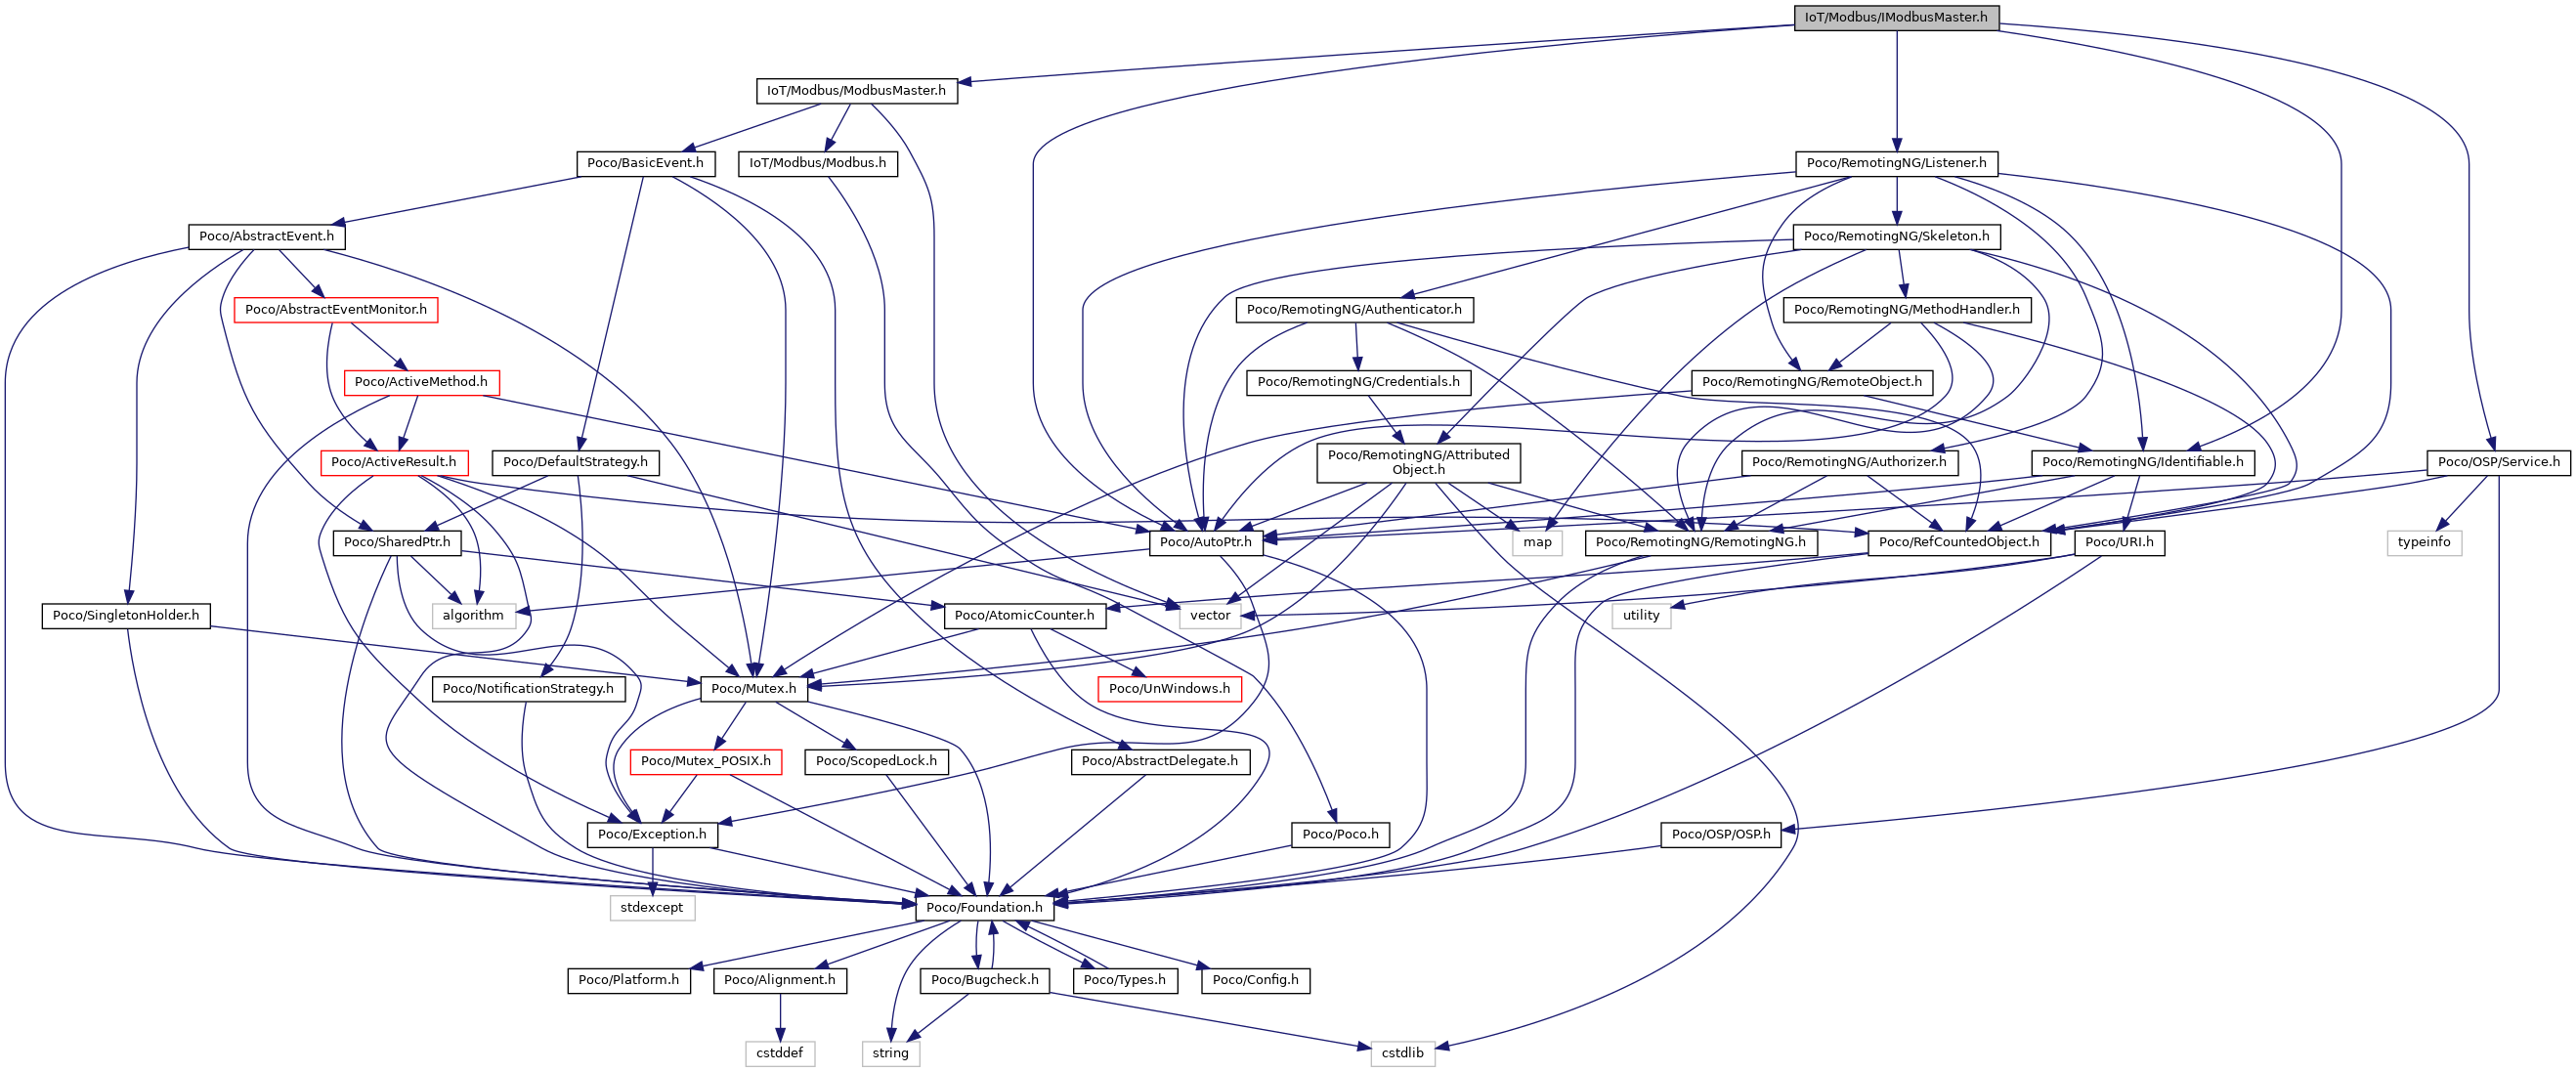 IoT/Modbus/IModbusMaster.h
IoT/Modbus/ModbusMaster.h
Poco/BasicEvent.h
IoT/Modbus/Modbus.h
Poco/RemotingNG/Listener.h
Poco/AbstractEvent.h
Poco/RemotingNG/Skeleton.h
Poco/AbstractEventMonitor.h
Poco/RemotingNG/Authenticator.h
Poco/RemotingNG/MethodHandler.h
Poco/ActiveMethod.h
Poco/RemotingNG/Credentials.h
Poco/RemotingNG/RemoteObject.h
Poco/ActiveResult.h
Poco/DefaultStrategy.h
Poco/RemotingNG/Attributed
Object.h
Poco/RemotingNG/Authorizer.h
Poco/RemotingNG/Identifiable.h
Poco/OSP/Service.h
Poco/SharedPtr.h
Poco/AutoPtr.h
map
Poco/RemotingNG/RemotingNG.h
Poco/RefCountedObject.h
Poco/URI.h
typeinfo
Poco/SingletonHolder.h
algorithm
Poco/AtomicCounter.h
vector
utility
Poco/NotificationStrategy.h
Poco/Mutex.h
Poco/UnWindows.h
Poco/Mutex_POSIX.h
Poco/ScopedLock.h
Poco/AbstractDelegate.h
Poco/Exception.h
Poco/Poco.h
Poco/OSP/OSP.h
stdexcept
Poco/Foundation.h
Poco/Platform.h
Poco/Alignment.h
Poco/Bugcheck.h
Poco/Types.h
Poco/Config.h
cstddef
string
cstdlib